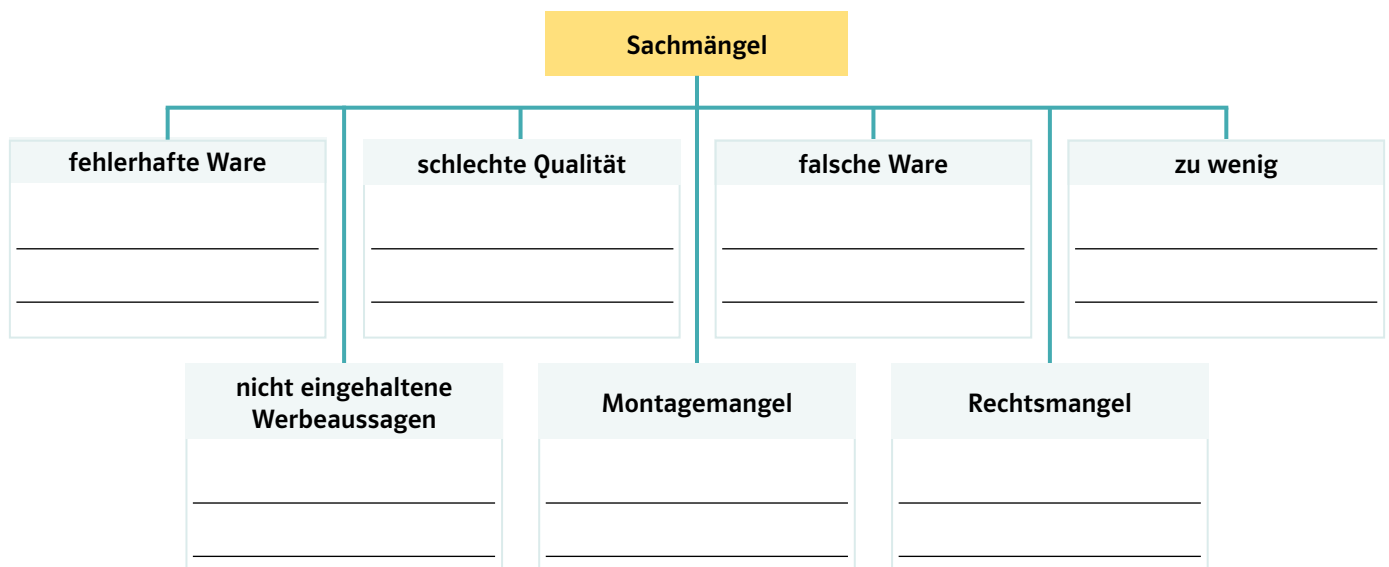 Sachmängel
fehlerhafte Ware
schlechte Qualität
falsche Ware
zu wenig
nicht eingehaltene
Werbeaussagen
Montagemangel
Rechtsmangel